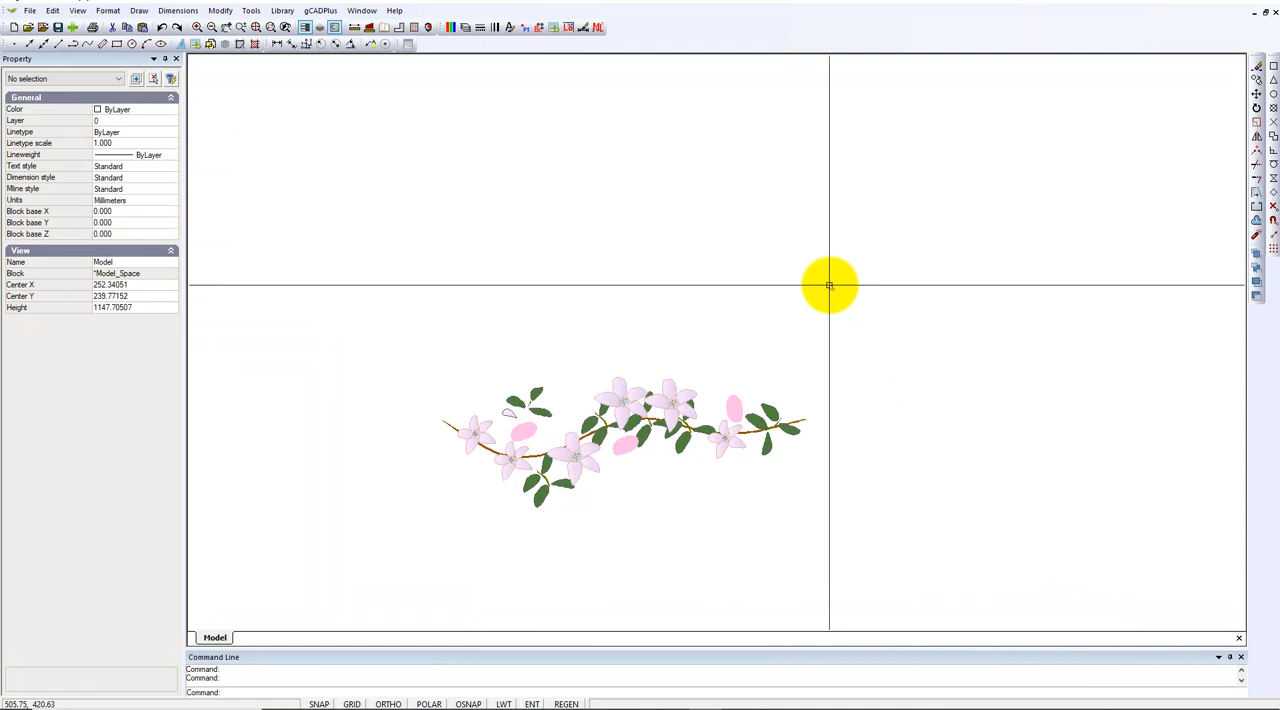 File Edit View Format Draw Dimensions Modify Tools Library gCADPlus Window Help
Property
No selection
General
Color ByLayer
Layer 0
Linetype ByLayer
Linetype scale 1.000
Lineweight ByLayer
Text style Standard
Dimension style Standard
Mline style Standard
Units Millimeters
Block base X 0.000
Block base Y 0.000
Block base Z 0.000
View
Name Model
Block *Model_Space
Center X 252.34051
Center Y 239.77152
Height 1147.70507
Model
Command Line
Command:
Command:
Command:
505.75, 420.63 SNAP GRID ORTHO POLAR OSNAP LWT ENT REGEN